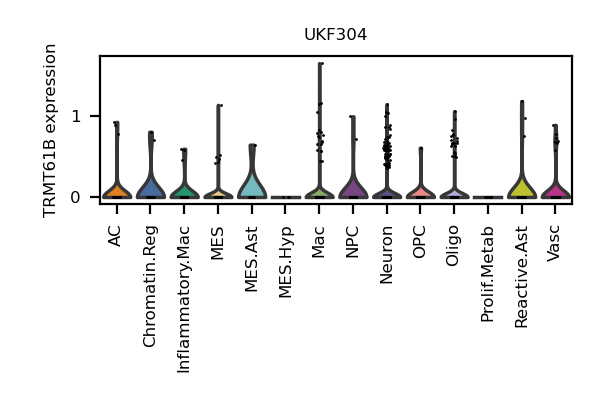 UKF304
TRMT61B expression
1
0
AC
Chromatin.Reg
Inflammatory.Mac
MES
MES.Ast
MES.Hyp
Mac
NPC
Neuron
OPC
Oligo
Prolif.Metab
Reactive.Ast
Vasc